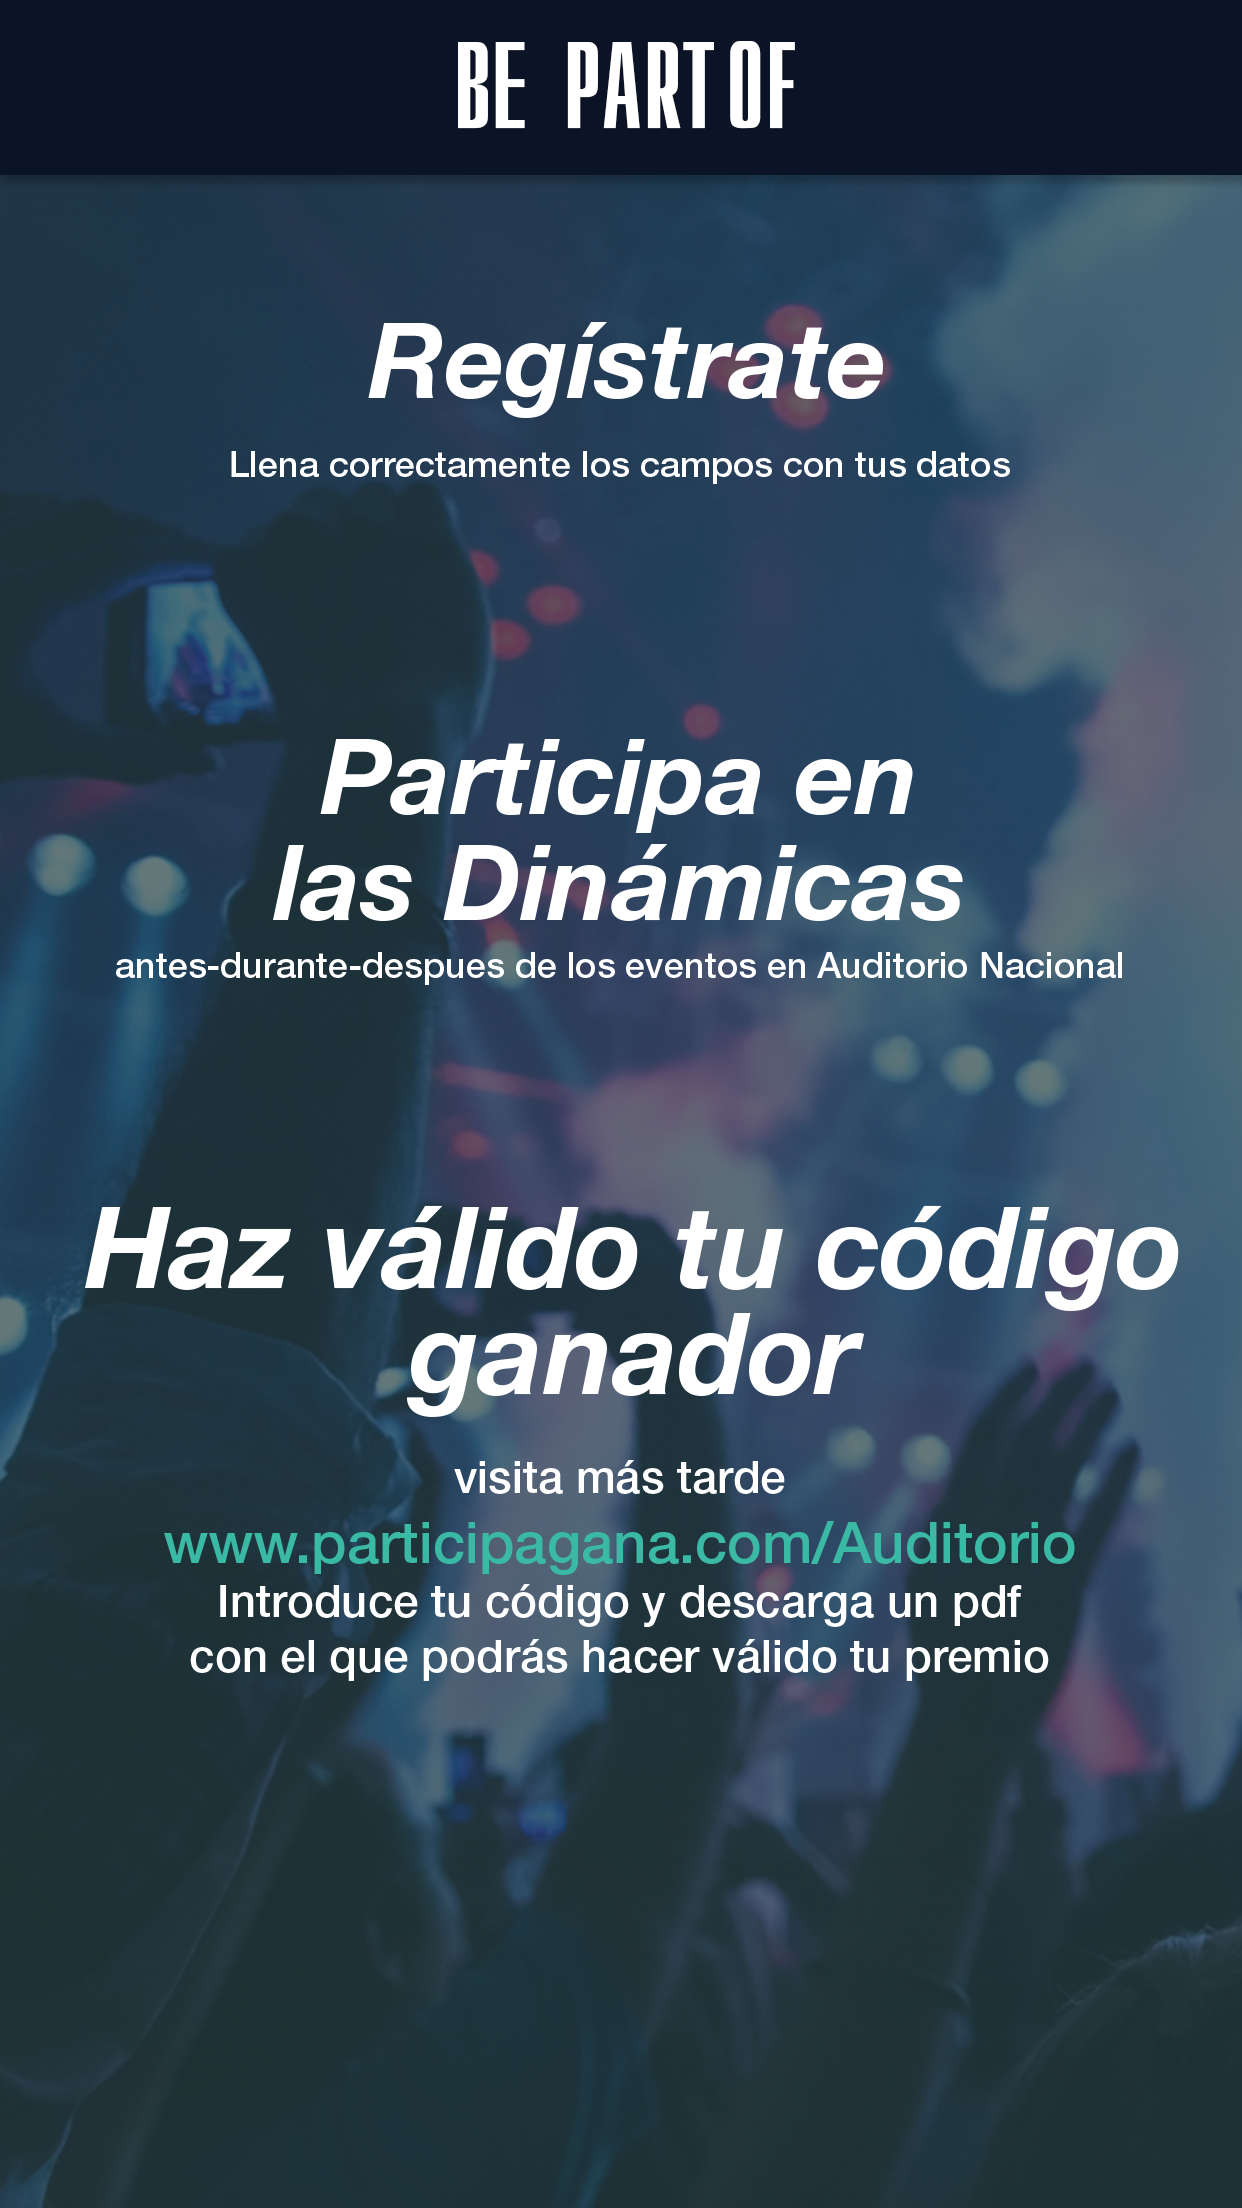 BE PART OF
Regístrate
Llena correctamente los campos con tus datos
Participa en
las Dinámicas
antes-durante-despues de los eventos en Auditorio Nacional
Haz válido tu código
ganador
visita más tarde
www.participagana.com/Auditorio
Introduce tu código y descarga un pdf
con el que podrás hacer válido tu premio